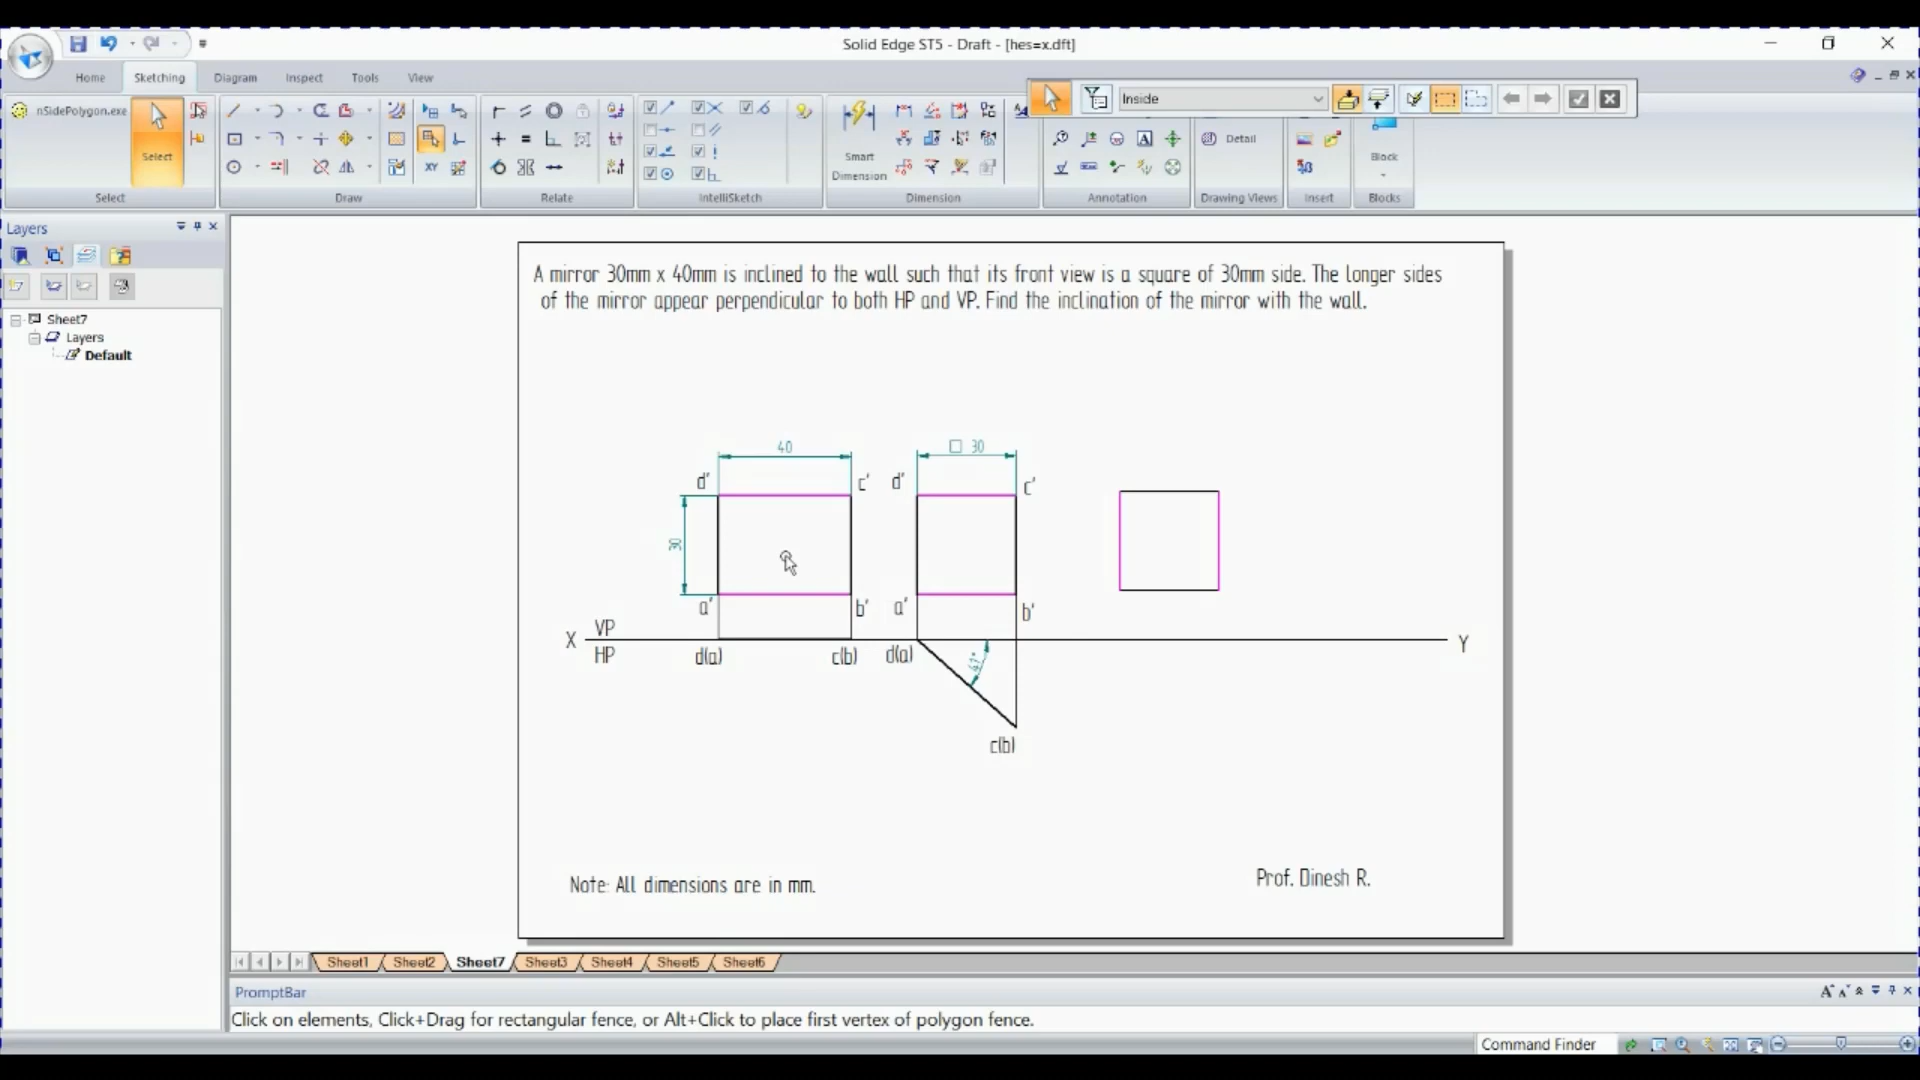 Solid Edge ST5 - Draft - [hes=x.dft]
Home Sketching Diagram Inspect Tools View
nSidePolygon.exe
Inside
Select
Smart
Dimension
Detail
Block
Select Draw Relate IntelliSketch Dimension Annotation Drawing Views Insert Blocks
Layers
Sheet7
Layers
Default
A mirror 30mm x 40mm is inclined to the wall such that its front view is a square of 30mm side. The longer sides
of the mirror appear perpendicular to both HP and VP. Find the inclination of the mirror with the wall.
40
□ 30
d' c' d' c'
30
a' b' a' b'
X VP Y
HP
d(a) c(b) d(a)
41°
c(b)
Note: All dimensions are in mm.
Prof. Dinesh R.
Sheet1 Sheet2 Sheet7 Sheet3 Sheet4 Sheet5 Sheet6
PromptBar
Click on elements, Click+Drag for rectangular fence, or Alt+Click to place first vertex of polygon fence.
Command Finder